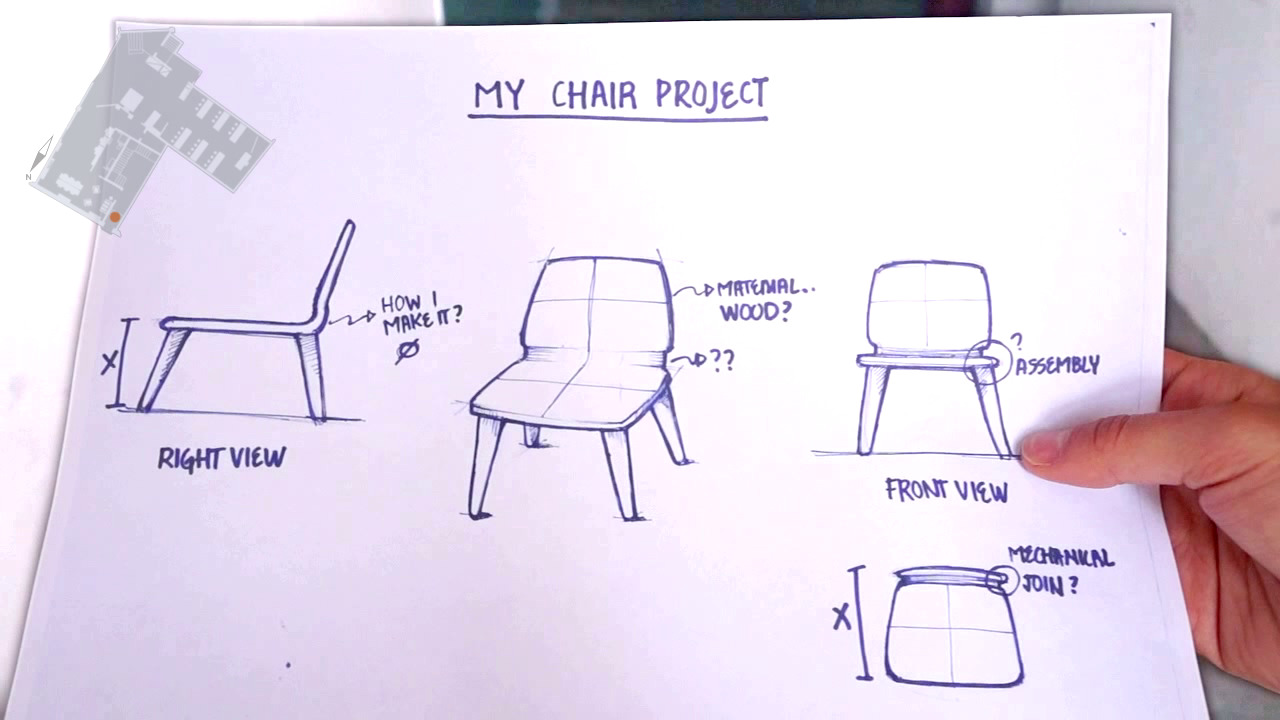 MY CHAIR PROJECT
N
HOW I
MAKE IT?
Ø
X
RIGHT VIEW
MATERIAL..
WOOD?
??
?
ASSEMBLY
FRONT VIEW
MECHANICAL
JOIN?
X